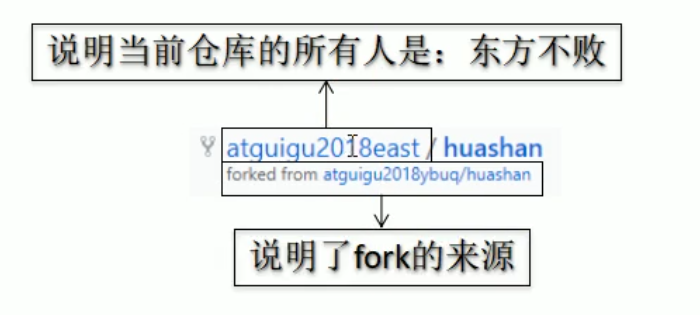 说明当前仓库的所有人是：东方不败
atguigu2018east / huashan
forked from atguigu2018ybuq/huashan
说明了fork的来源